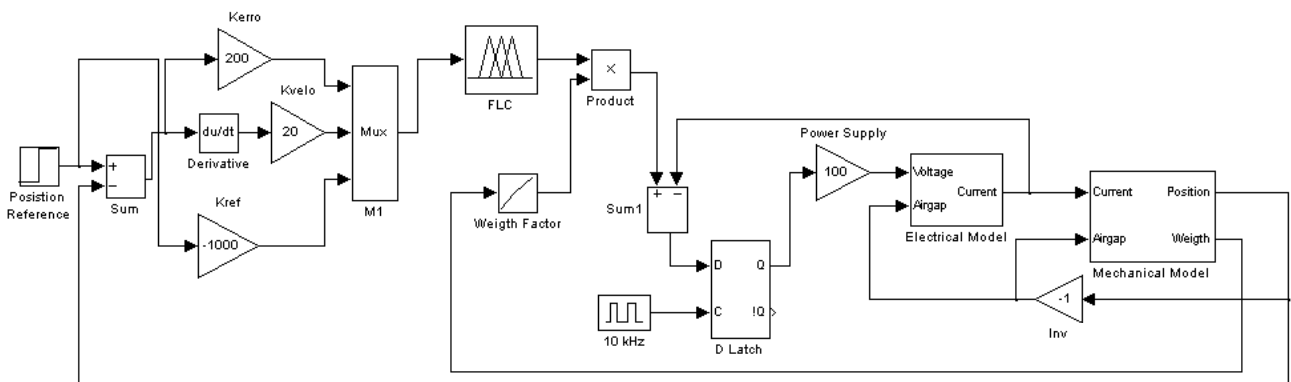 Kerro
200
du/dt
Derivative
Kvelo
20
Mux
M1
FLC
×
Product
Posistion
Reference
+
−
Sum
Kref
-1000
Weigth Factor
+
−
Sum1
Power Supply
100
Voltage
Current
Airgap
Electrical Model
Current
Position
Airgap
Weigth
Mechanical Model
-1
Inv
D
Q
C
!Q
D Latch
10 kHz